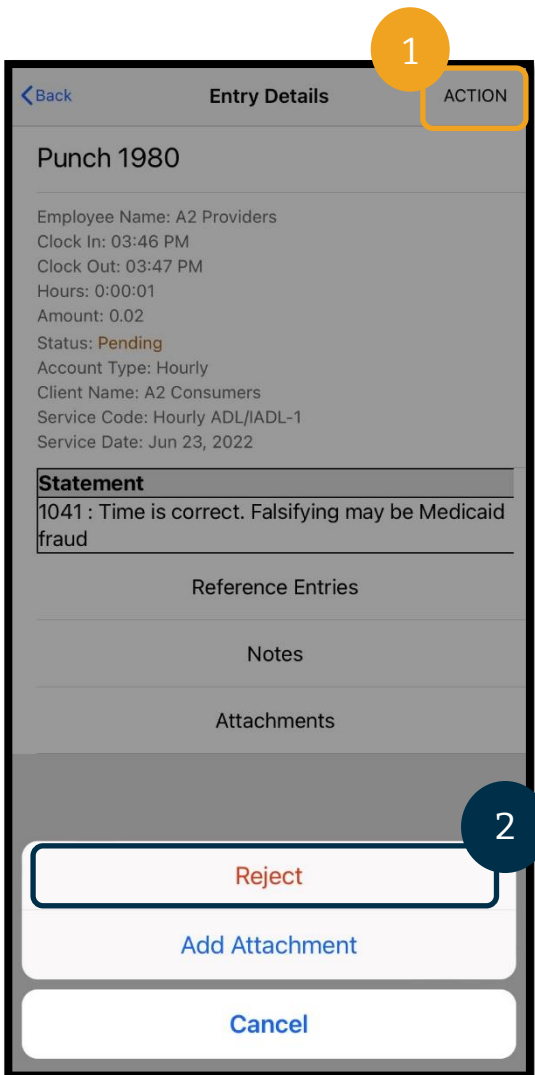 1
Back
Entry Details
ACTION
Punch 1980
Employee Name: A2 Providers
Clock In: 03:46 PM
Clock Out: 03:47 PM
Hours: 0:00:01
Amount: 0.02
Status: Pending
Account Type: Hourly
Client Name: A2 Consumers
Service Code: Hourly ADL/IADL-1
Service Date: Jun 23, 2022
Statement
1041 : Time is correct. Falsifying may be Medicaid
fraud
Reference Entries
Notes
Attachments
2
Reject
Add Attachment
Cancel